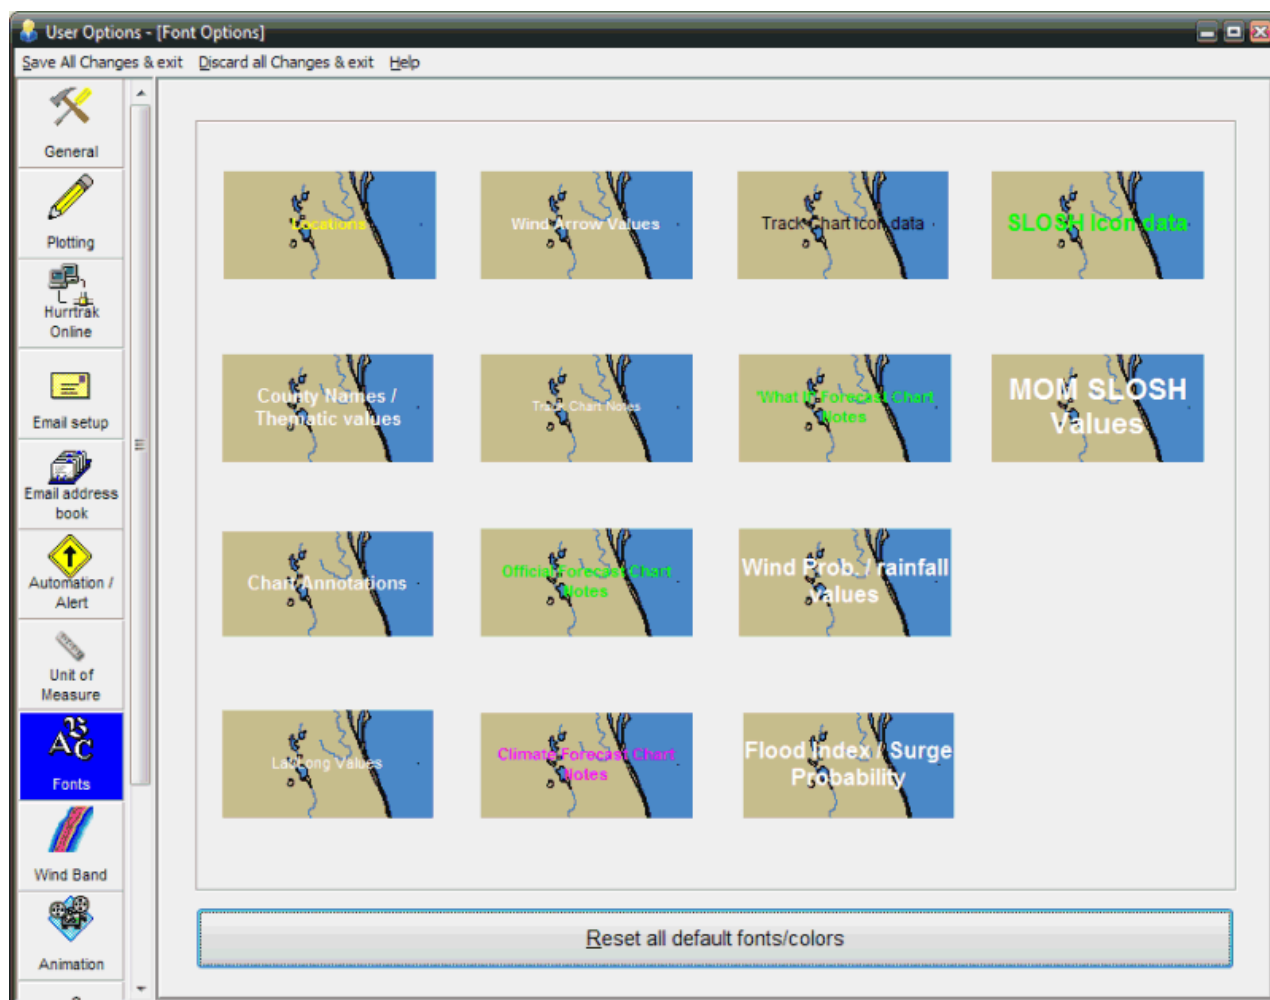 User Options - [Font Options]
Save All Changes & exit Discard all Changes & exit Help
General
Plotting
Hurrtrak
Online
Email setup
Email address
book
Automation /
Alert
Unit of
Measure
Fonts
Wind Band
Animation
Locations
Wind Arrow Values
Track Chart Icon data
SLOSH Icon data
County Names /
Thematic values
Track Chart Notes
'What If' Forecast Chart
Notes
MOM SLOSH
Values
Chart Annotations
Official Forecast Chart
Notes
Wind Prob. / rainfall
values
Lat/Long Values
Climate Forecast Chart
Notes
Flood Index / Surge
Probability
Reset all default fonts/colors